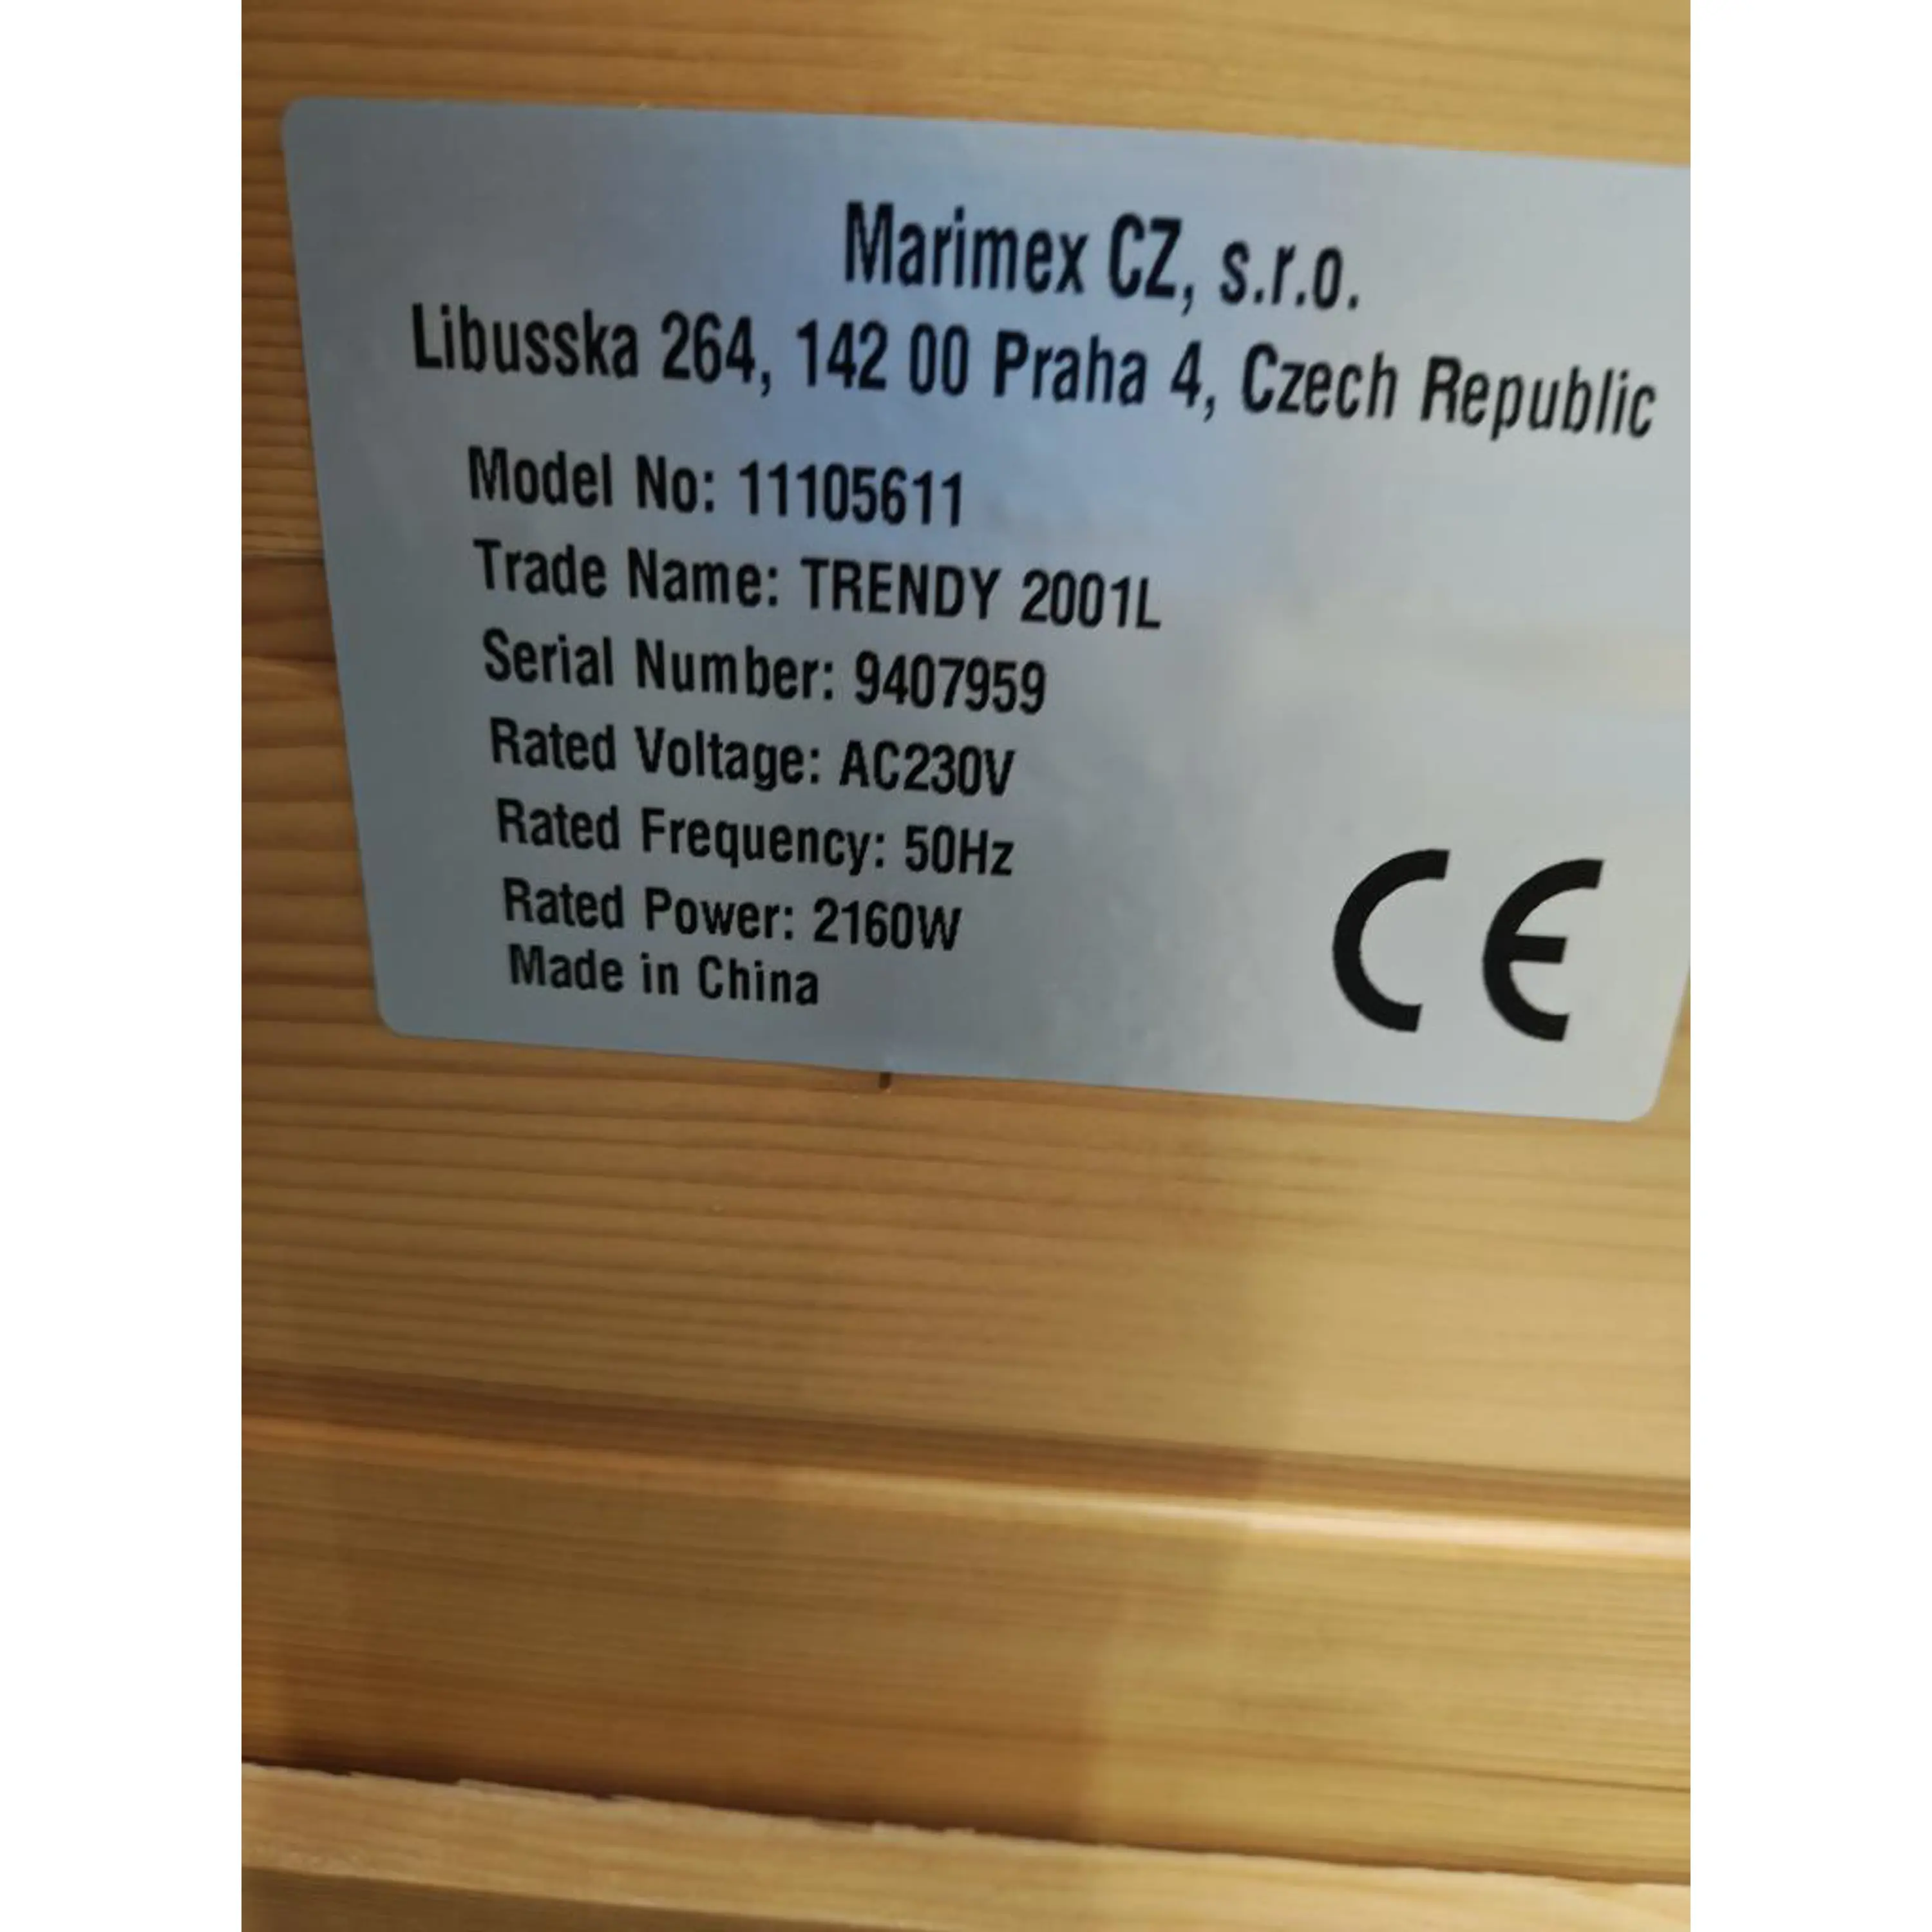 Marimex CZ, s.r.o.
Libusska 264, 142 00 Praha 4, Czech Republic
Model No: 11105611
Trade Name: TRENDY 2001L
Serial Number: 9407959
Rated Voltage: AC230V
Rated Frequency: 50Hz
Rated Power: 2160W
Made in China
CE